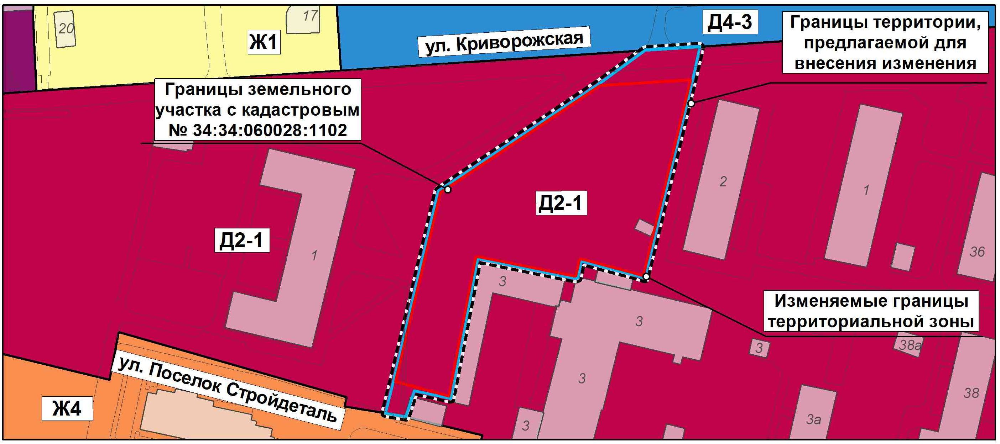 20
17
Ж1
ул. Криворожская
Д4-3
Границы территории,
предлагаемой для
внесения изменения
Границы земельного
участка с кадастровым
№ 34:34:060028:1102
Д2-1
1
Д2-1
2
1
36
3
3
3
3
3
Изменяемые границы
территориальной зоны
38а
38
3а
ул. Поселок Стройдеталь
Ж4